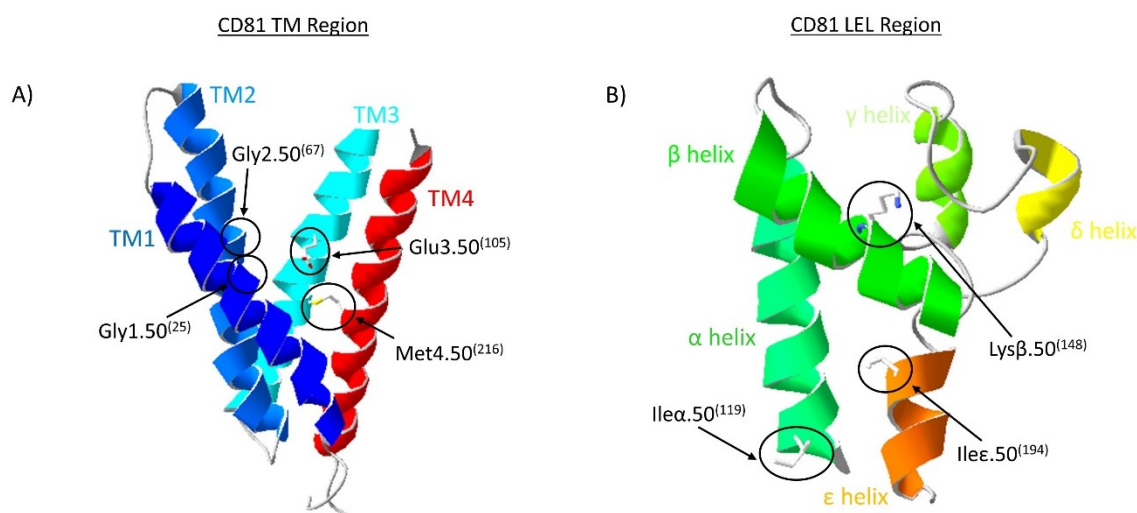 CD81 TM Region
CD81 LEL Region
A)
TM2
TM3
Gly2.50(67)
TM4
TM1
Glu3.50(105)
Gly1.50(25)
Met4.50(216)
B)
γ helix
β helix
δ helix
α helix
Lysβ.50(148)
Ileα.50(119)
Ileε.50(194)
ε helix